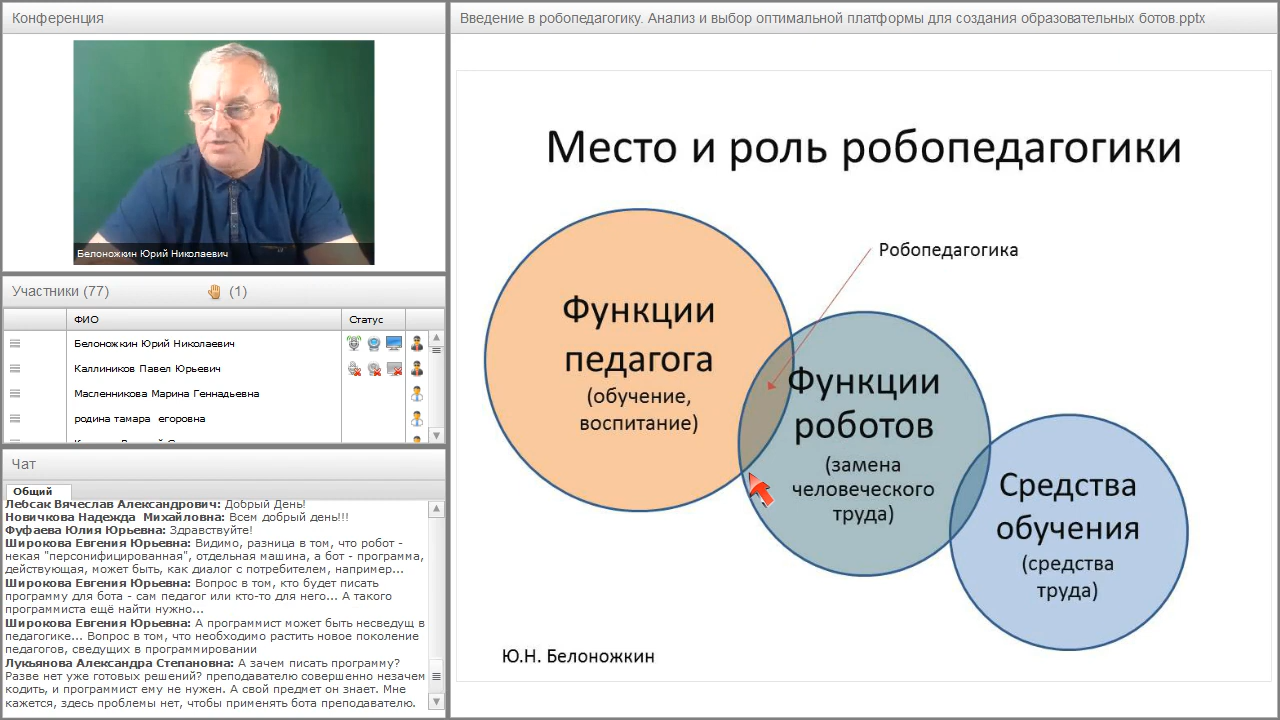 Конференция
Белоножкин Юрий Николаевич
Участники (77)
(1)
ФИО
Статус
Белоножкин Юрий Николаевич
Каллиников Павел Юрьевич
Масленникова Марина Геннадьевна
родина тамара егоровна
Чат
Общий
Лебсак Вячеслав Александрович: Добрый День!
Новичкова Надежда Михайловна: Всем добрый день!!!
Фуфаева Юлия Юрьевна: Здравствуйте!
Широкова Евгения Юрьевна: Видимо, разница в том, что робот -
некая "персонифицированная", отдельная машина, а бот - программа,
действующая, может быть, как диалог с потребителем, например...
Широкова Евгения Юрьевна: Вопрос в том, кто будет писать
программу для бота - сам педагог или кто-то для него... А такого
программиста ещё найти нужно...
Широкова Евгения Юрьевна: А программист может быть несведущ в
педагогике... Вопрос в том, что необходимо растить новое поколение
педагогов, сведущих в программировании
Лукьянова Александра Степановна: А зачем писать программу?
Разве нет уже готовых решений? преподавателю совершенно незачем
кодить, и программист ему не нужен. А свой предмет он знает. Мне
кажется, здесь проблемы нет, чтобы применять бота преподавателю.
Введение в робопедагогику. Анализ и выбор оптимальной платформы для создания образовательных ботов.pptx
Место и роль робопедагогики
Робопедагогика
Функции
педагога
(обучение,
воспитание)
Функции
роботов
(замена
человеческого
труда)
Средства
обучения
(средства
труда)
Ю.Н. Белоножкин